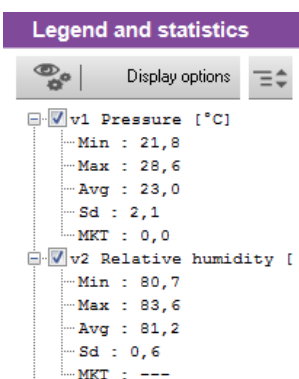 Legend and statistics
Display options
v1 Pressure [°C]
Min : 21,8
Max : 28,6
Avg : 23,0
Sd : 2,1
MKT : 0,0
v2 Relative humidity [
Min : 80,7
Max : 83,6
Avg : 81,2
Sd : 0,6
MKT : ---